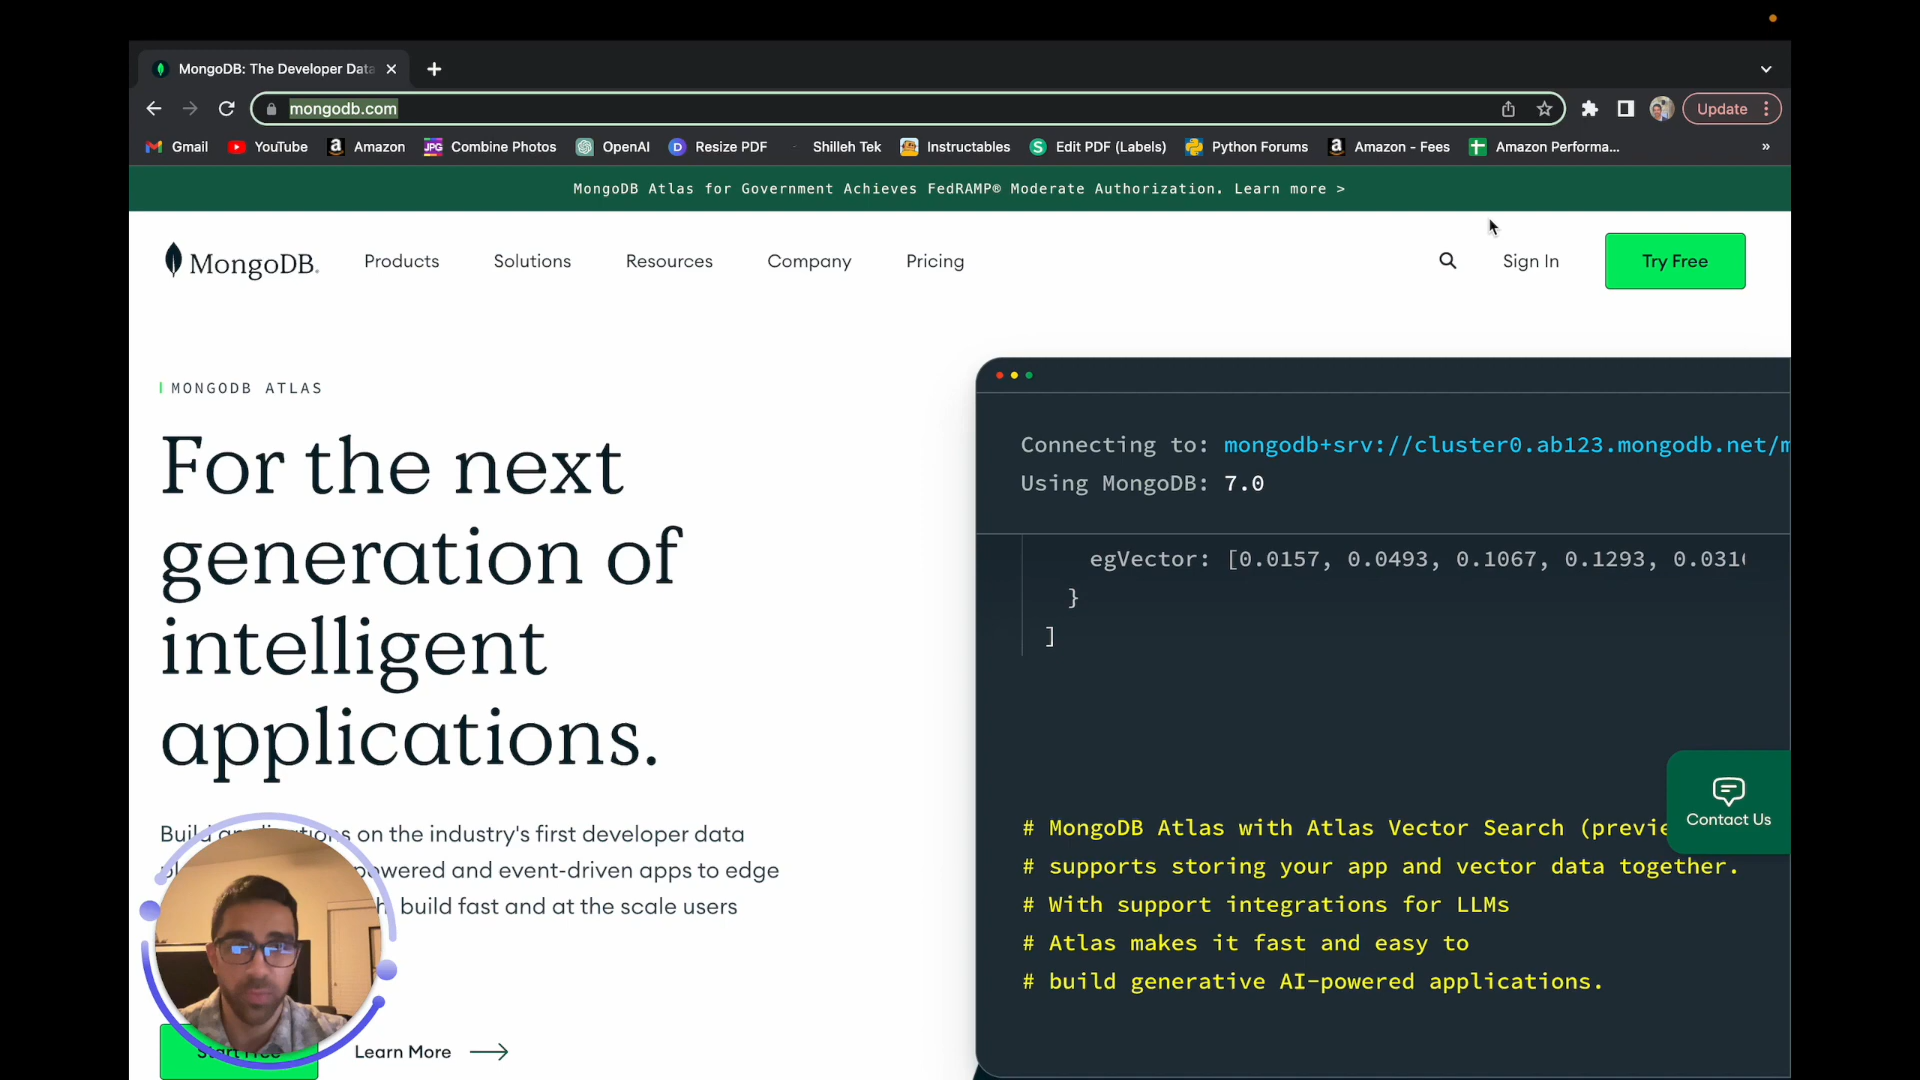 MongoDB: The Developer Data
mongodb.com
Update
Gmail
YouTube
Amazon
Combine Photos
OpenAI
Resize PDF
Shilleh Tek
Instructables
Edit PDF (Labels)
Python Forums
Amazon - Fees
Amazon Performa...
»
MongoDB Atlas for Government Achieves FedRAMP® Moderate Authorization. Learn more >
MongoDB.
Products
Solutions
Resources
Company
Pricing
Sign In
Try Free
MONGODB ATLAS
For the next
generation of
intelligent
applications.
on the industry's first developer data
powered and event-driven apps to edge
build fast and at the scale users
Start Free
Learn More
Connecting to: mongodb+srv://cluster0.ab123.mongodb.net/m
Using MongoDB: 7.0
egVector: [0.0157, 0.0493, 0.1067, 0.1293, 0.031
}
]
# MongoDB Atlas with Atlas Vector Search (previe
# supports storing your app and vector data together.
# With support integrations for LLMs
# Atlas makes it fast and easy to
# build generative AI-powered applications.
Contact Us